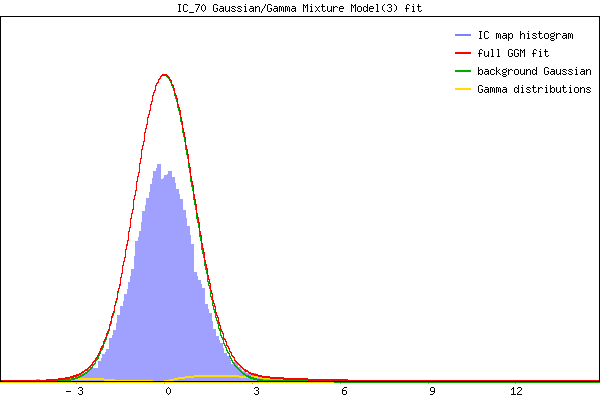 IC_70 Gaussian/Gamma Mixture Model(3) fit
IC map histogram
full GGM fit
background Gaussian
Gamma distributions
-3 0 3 6 9 12